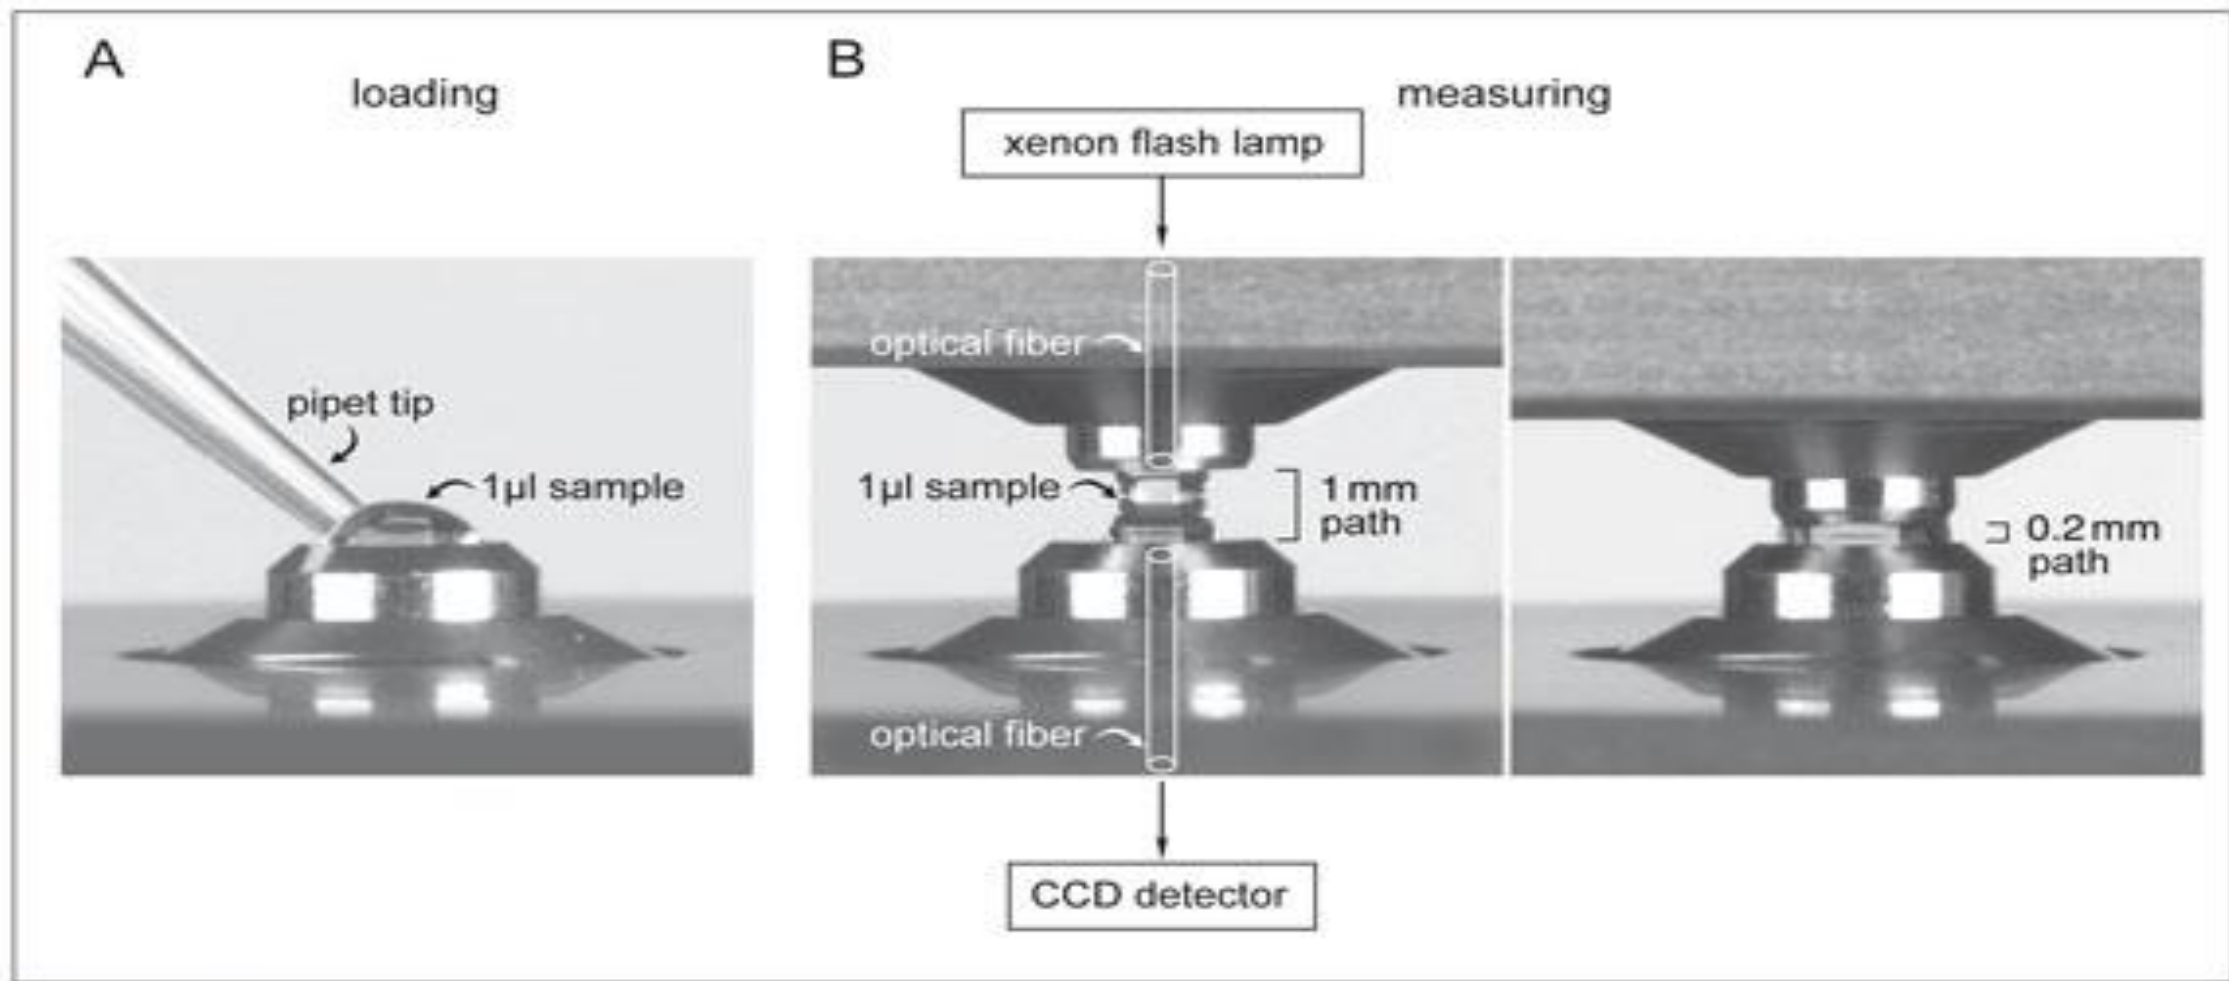 A
loading
pipet tip
1µl sample
B
measuring
xenon flash lamp
optical fiber
1µl sample
1 mm
path
optical fiber
CCD detector
0.2 mm
path